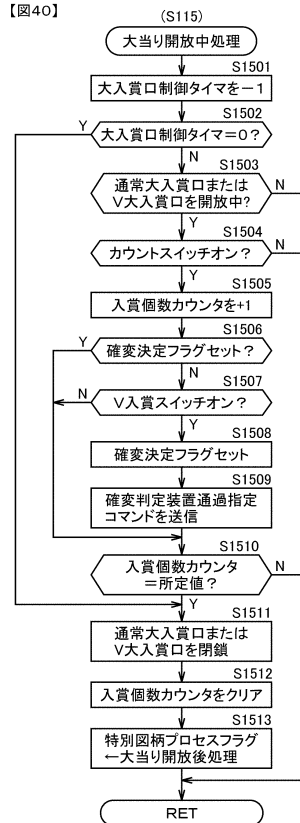 【図40】
(S115)
大当り開放中処理
S1501
大入賞口制御タイマを－1
S1502
Y
大入賞口制御タイマ＝0？
N
S1503
通常大入賞口または
V大入賞口を開放中?
N
Y
S1504
カウントスイッチオン？
N
Y
S1505
入賞個数カウンタを+1
S1506
Y
確変決定フラグセット？
N
S1507
N
V入賞スイッチオン？
Y
S1508
確変決定フラグセット
S1509
確変判定装置通過指定
コマンドを送信
S1510
入賞個数カウンタ
＝所定値？
N
Y
S1511
通常大入賞口または
V大入賞口を閉鎖
S1512
入賞個数カウンタをクリア
S1513
特別図柄プロセスフラグ
←大当り開放後処理
RET